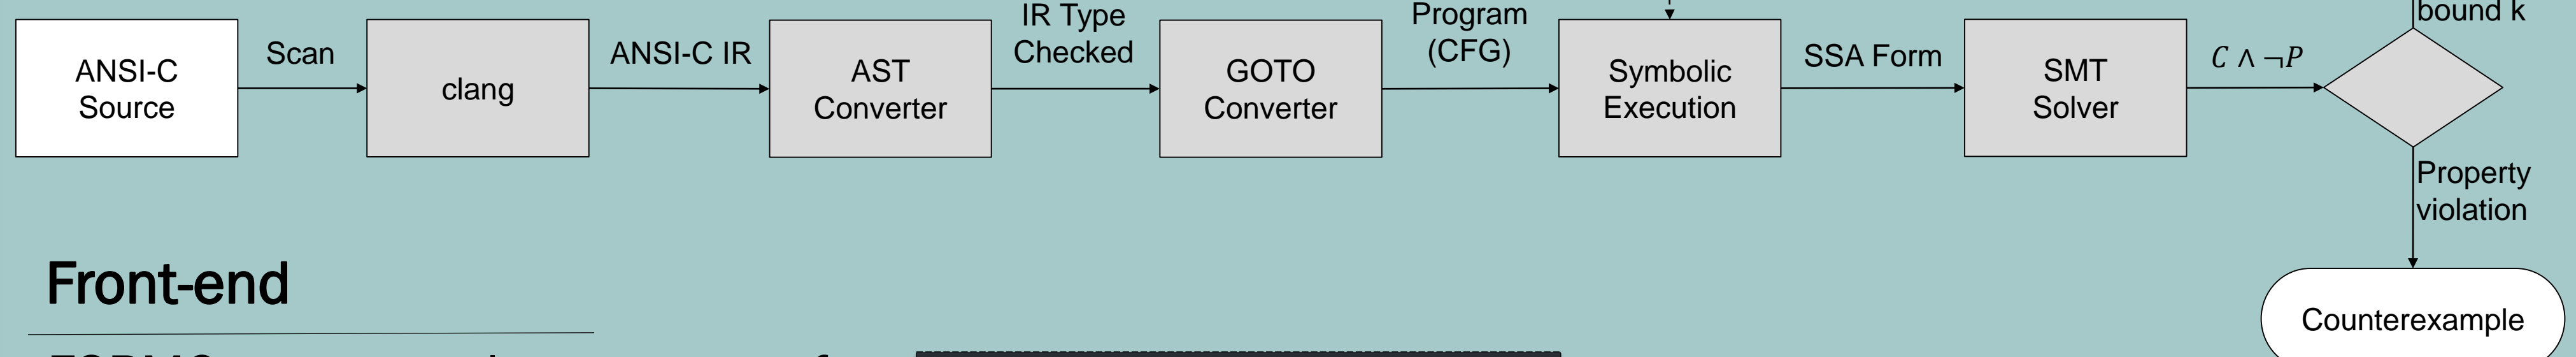 ANSI-C
Source
Scan
clang
ANSI-C IR
AST
Converter
IR Type
Checked
GOTO
Converter
Program
(CFG)
Symbolic
Execution
SSA Form
SMT
Solver
C ∧ ¬P
bound k
Property
violation
Counterexample
Front-end